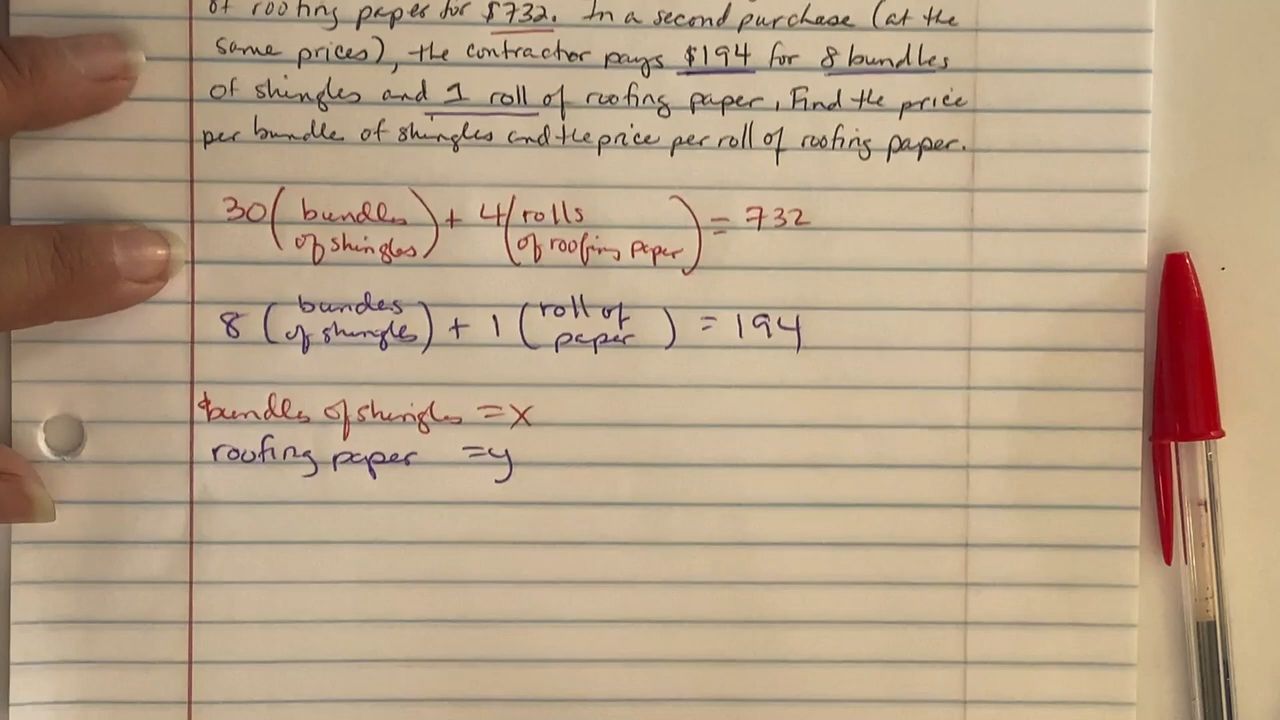 of roofing paper for $732. In a second purchase (at the
same prices), the contractor pays $194 for 8 bundles
of shingles and 1 roll of roofing paper, Find the price
per bundle of shingles and the price per roll of roofing paper.
30 ( bundles of shingles ) + 4 ( rolls of roofing paper ) = 732
8 ( bundes of shingles ) + 1 ( roll of paper ) = 194
bundles of shingles = x
roofing paper = y